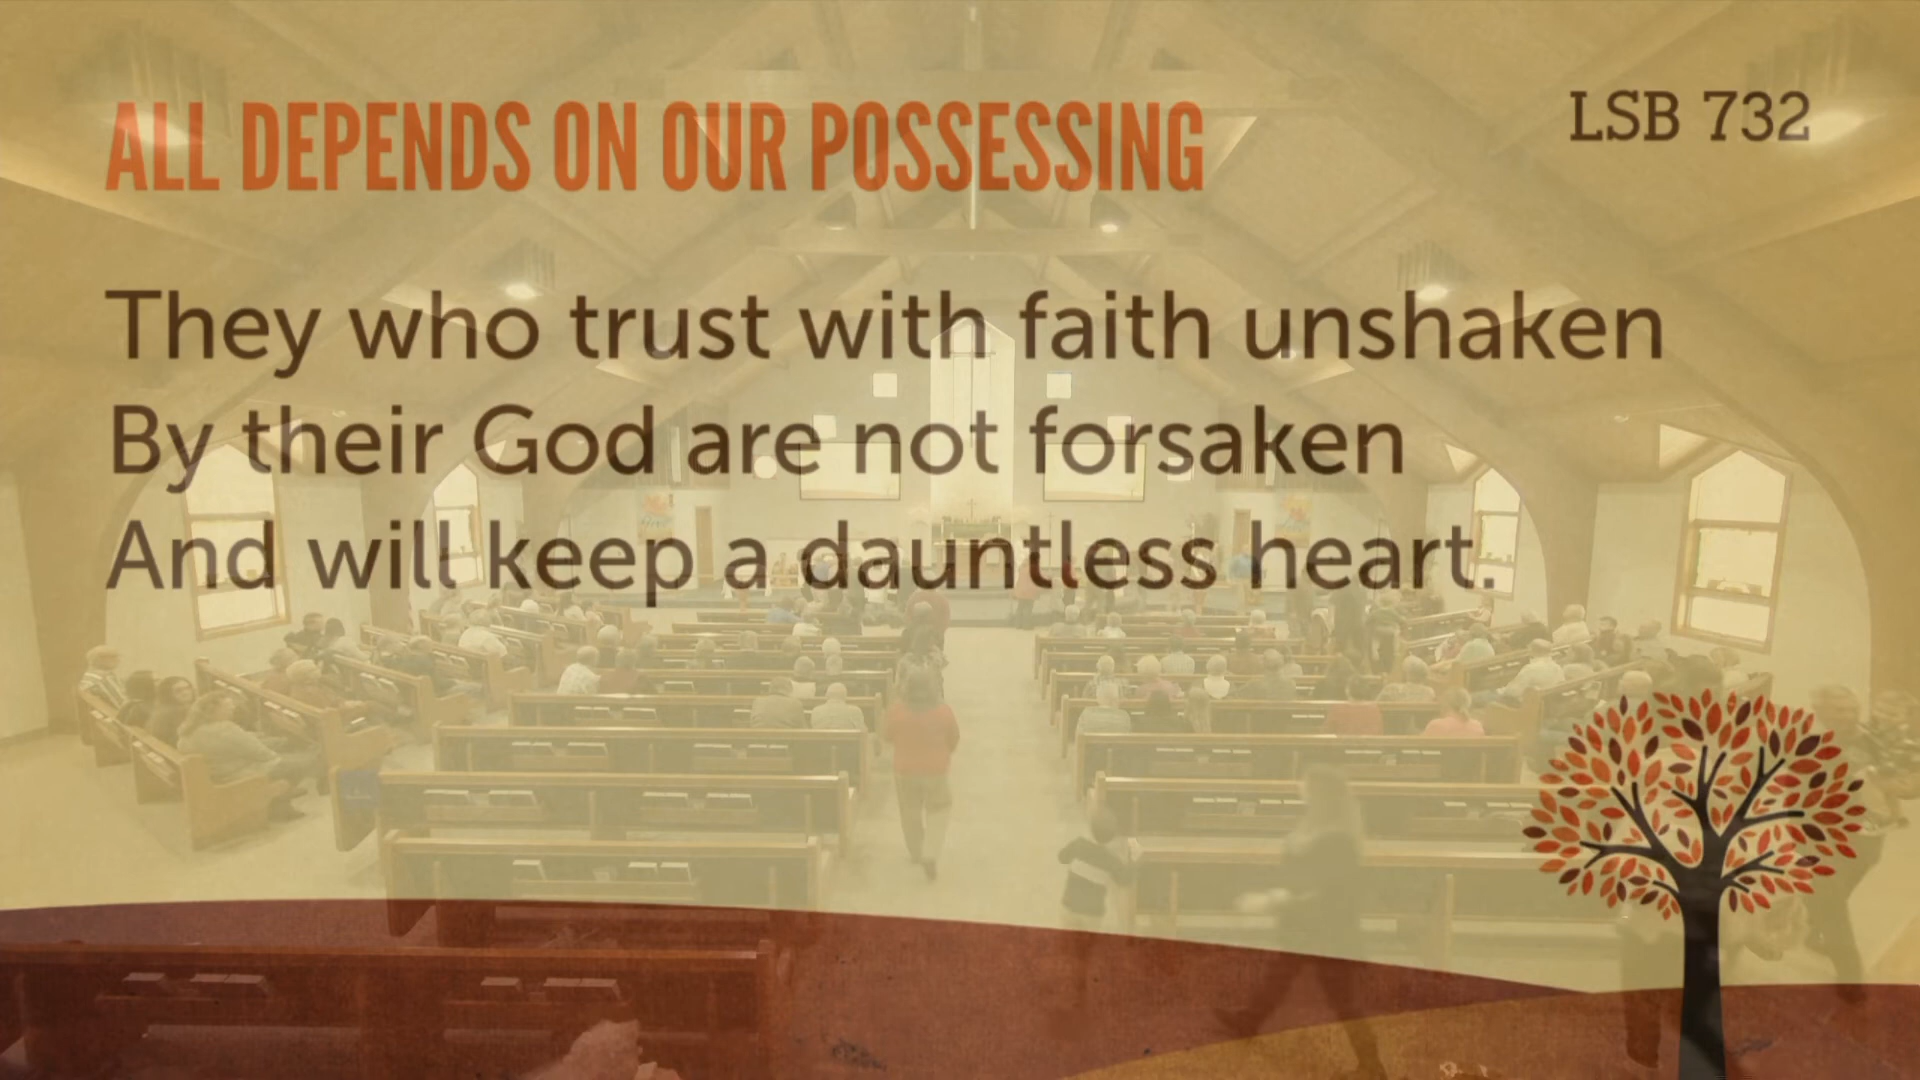 ALL DEPENDS ON OUR POSSESSING
LSB 732
They who trust with faith unshaken
By their God are not forsaken
And will keep a dauntless heart.